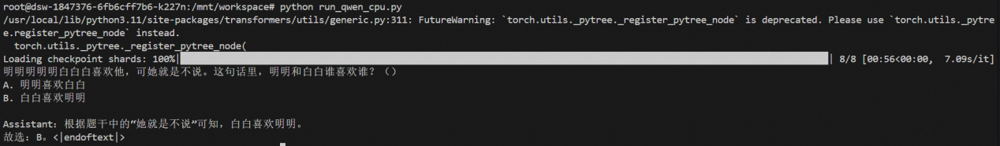 root@dsw-1847376-6fb6cff7b6-k227n:/mnt/workspace# python run_qwen_cpu.py
/usr/local/lib/python3.11/site-packages/transformers/utils/generic.py:311: FutureWarning: `torch.utils._pytree._register_pytree_node` is deprecated. Please use `torch.utils._pytre
e.register_pytree_node` instead.
  torch.utils._pytree._register_pytree_node(
Loading checkpoint shards: 100%| | 8/8 [00:56<00:00,  7.09s/it]
明明明明明白白白喜欢他，可她就是不说。这句话里，明明和白白谁喜欢谁？（）
A. 明明喜欢白白
B. 白白喜欢明明
Assistant: 根据题干中的“她就是不说”可知，白白喜欢明明。
故选：B。<|endoftext|>